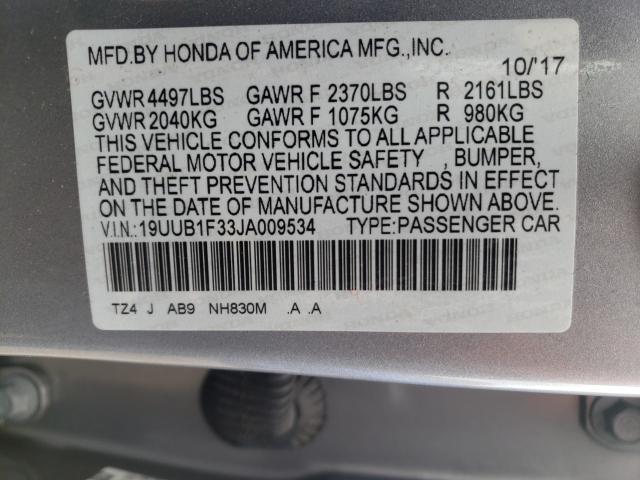 MFD.BY HONDA OF AMERICA MFG.,INC.
10/'17
GVWR 4497LBS GAWR F 2370LBS R 2161LBS
GVWR 2040KG GAWR F 1075KG R 980KG
THIS VEHICLE CONFORMS TO ALL APPLICABLE
FEDERAL MOTOR VEHICLE SAFETY , BUMPER,
AND THEFT PREVENTION STANDARDS IN EFFECT
ON THE DATE OF MANUFACTURE SHOWN ABOVE.
V.I.N.:19UUB1F33JA009534 TYPE:PASSENGER CAR
TZ4 J AB9 NH830M .A .A